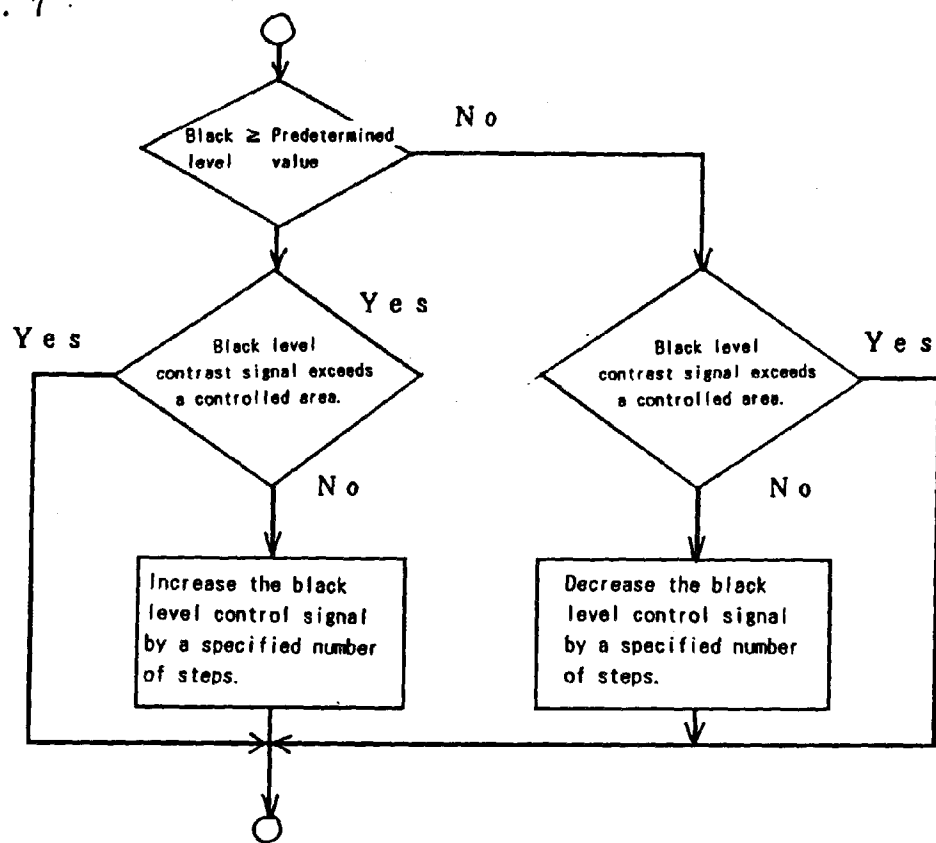 . 7 .
Black ≧ Predetermined
level value
No
Yes
Yes
Black level
contrast signal exceeds
a controlled area.
No
Increase the black
level control signal
by a specified number
of steps.
Black level
contrast signal exceeds
a controlled area.
Yes
No
Decrease the black
level control signal
by a specified number
of steps.